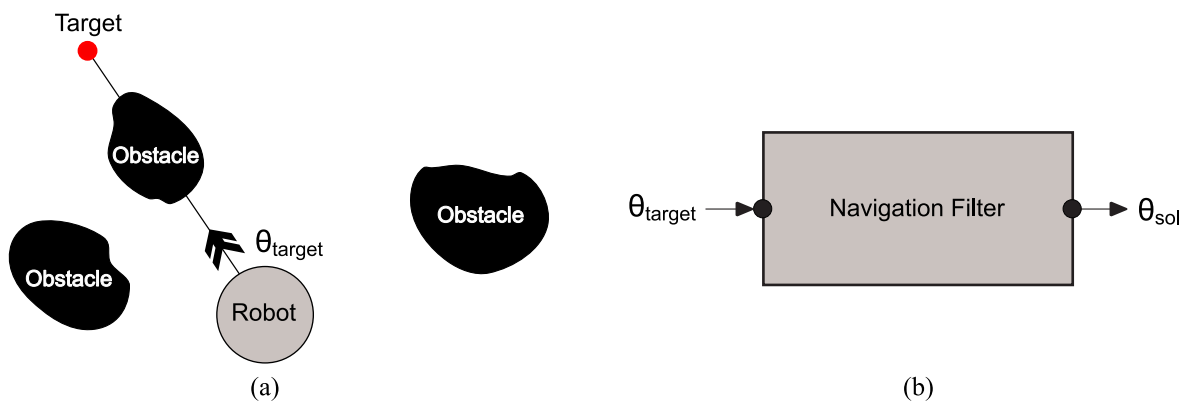 Target
Obstacle
Obstacle
Obstacle
θtarget
Robot
(a)
θtarget
Navigation Filter
θsol
(b)